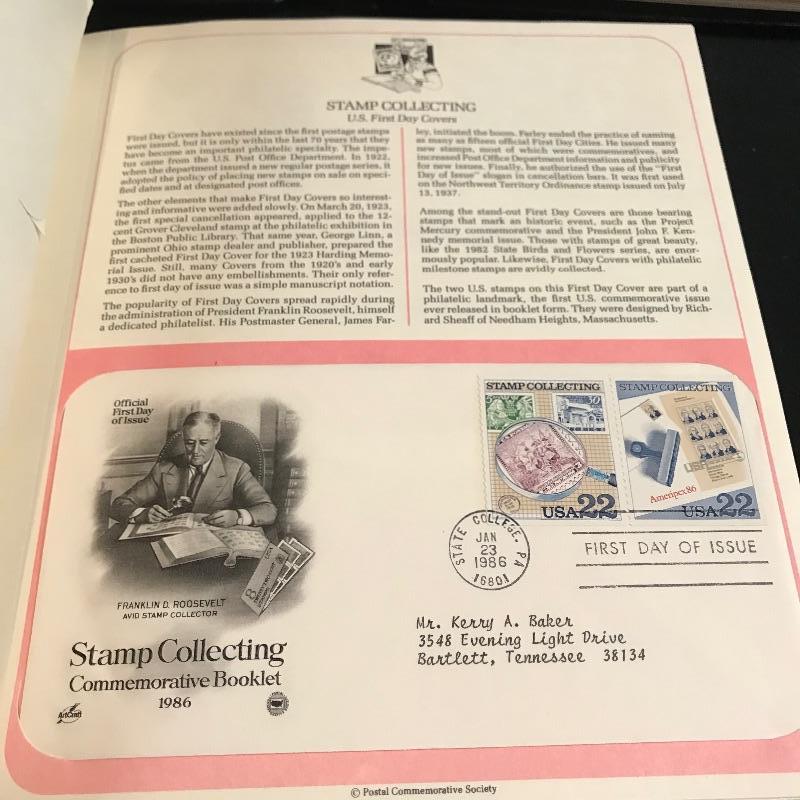 STAMP COLLECTING
U.S. First Day Covers
First Day Covers have existed since the first postage stamps
were issued, but it is only within the last 70 years that they
have become an important philatelic specialty. The impe-
tus came from the U.S. Post Office Department. In 1922,
when the department issued a new regular postage series, it
adopted the policy of placing new stamps on sale on speci-
fied dates and at designated post offices.
The other elements that make First Day Covers so interest-
ing and informative were added slowly. On March 20, 1923,
the first special cancellation appeared, applied to the 12-
cent Grover Cleveland stamp at the philatelic exhibition in
the Boston Public Library. That same year, George Linn, a
prominent Ohio stamp dealer and publisher, prepared the
first cacheted First Day Cover for the 1923 Harding Memo-
rial Issue. Still, many Covers from the 1920's and early
1930's did not have any embellishments. Their only refer-
ence to first day of issue was a simple manuscript notation.
The popularity of First Day Covers spread rapidly during
the administration of President Franklin Roosevelt, himself
a dedicated philatelist. His Postmaster General, James Far-
ley, initiated the boom. Farley ended the practice of naming
as many as fifteen official First Day Cities. He issued many
new stamps, most of which were commemoratives, and
increased Post Office Department information and publicity
for new issues. Finally, he authorized the use of the "First
Day of Issue" slogan in cancellation bars. It was first used
on the Northwest Territory Ordinance stamp issued on July
13, 1937.
Among the stand-out First Day Covers are those bearing
stamps that mark an historic event, such as the Project
Mercury commemorative and the President John F. Ken-
nedy memorial issue. Those with stamps of great beauty,
like the 1982 State Birds and Flowers series, are enor-
mously popular. Likewise, First Day Covers with philatelic
milestone stamps are avidly collected.
The two U.S. stamps on this First Day Cover are part of a
philatelic landmark, the first U.S. commemorative issue
ever released in booklet form. They were designed by Rich-
ard Sheaff of Needham Heights, Massachusetts.
Official
First Day
of Issue
FRANKLIN D. ROOSEVELT
AVID STAMP COLLECTOR
Stamp Collecting
Commemorative Booklet
1986
ArtCraft
STAMP COLLECTING
30
USA 22
STAMP COLLECTING
USA
Ameripex86
USA 22
STATE COLLEGE, PA
JAN
23
1986
16801
FIRST DAY OF ISSUE
Mr. Kerry A. Baker
3548 Evening Light Drive
Bartlett, Tennessee 38134
© Postal Commemorative Society